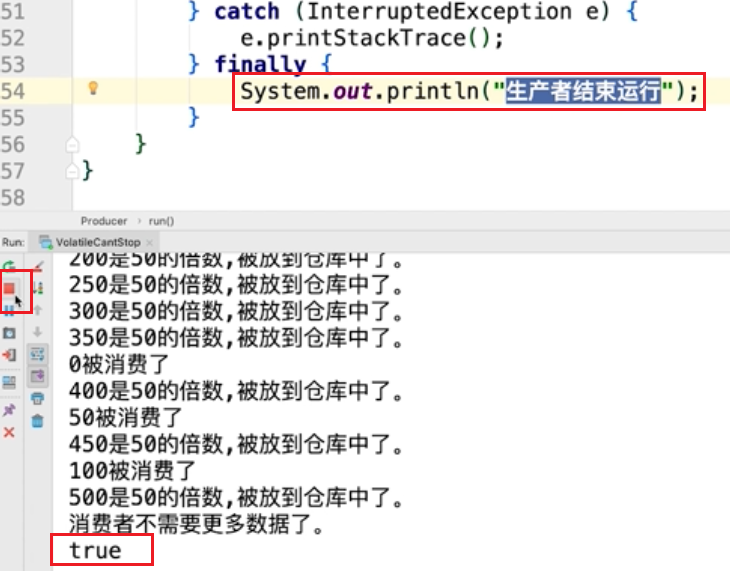 51 } catch (InterruptedException e) {
52 e.printStackTrace();
53 } finally {
54 System.out.println("生产者结束运行");
55 }
56 }
57 }
58
Producer › run()
Run: VolatileCantStop ×
200是50的倍数,被放到仓库中了。
250是50的倍数,被放到仓库中了。
300是50的倍数,被放到仓库中了。
350是50的倍数,被放到仓库中了。
0被消费了
400是50的倍数,被放到仓库中了。
50被消费了
450是50的倍数,被放到仓库中了。
100被消费了
500是50的倍数,被放到仓库中了。
消费者不需要更多数据了。
true